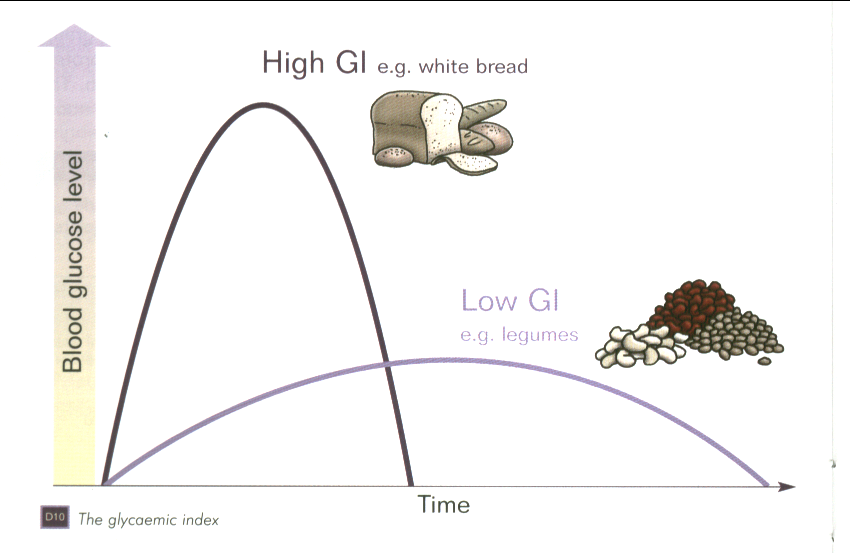 High GI e.g. white bread
Blood glucose level
Low GI
e.g. legumes
Time
D10 The glycaemic index